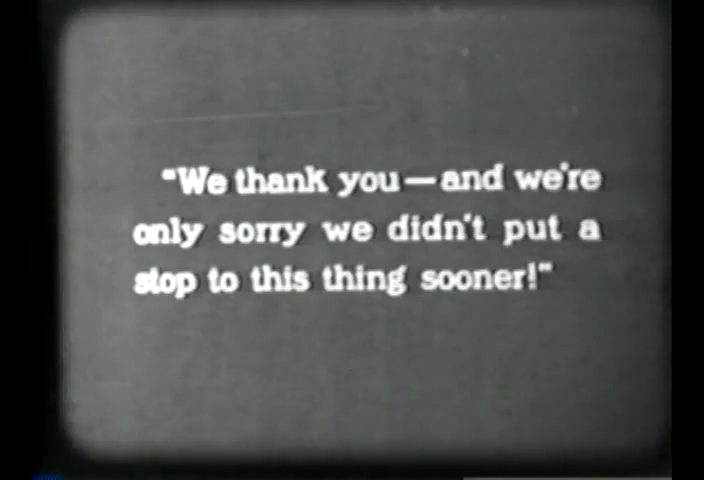 "We thank you—and we're
only sorry we didn't put a
stop to this thing sooner!"